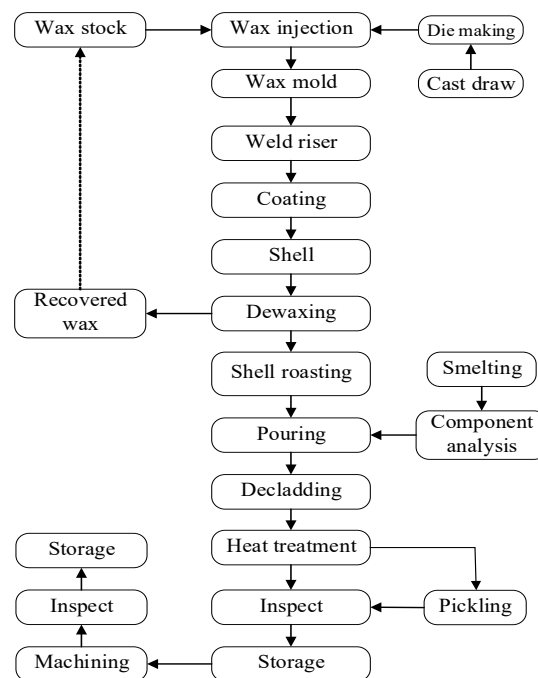 Wax stock
Wax injection
Die making
Wax mold
Cast draw
Weld riser
Coating
Shell
Recovered
wax
Dewaxing
Shell roasting
Smelting
Pouring
Component
analysis
Decladding
Storage
Heat treatment
Inspect
Inspect
Pickling
Machining
Storage